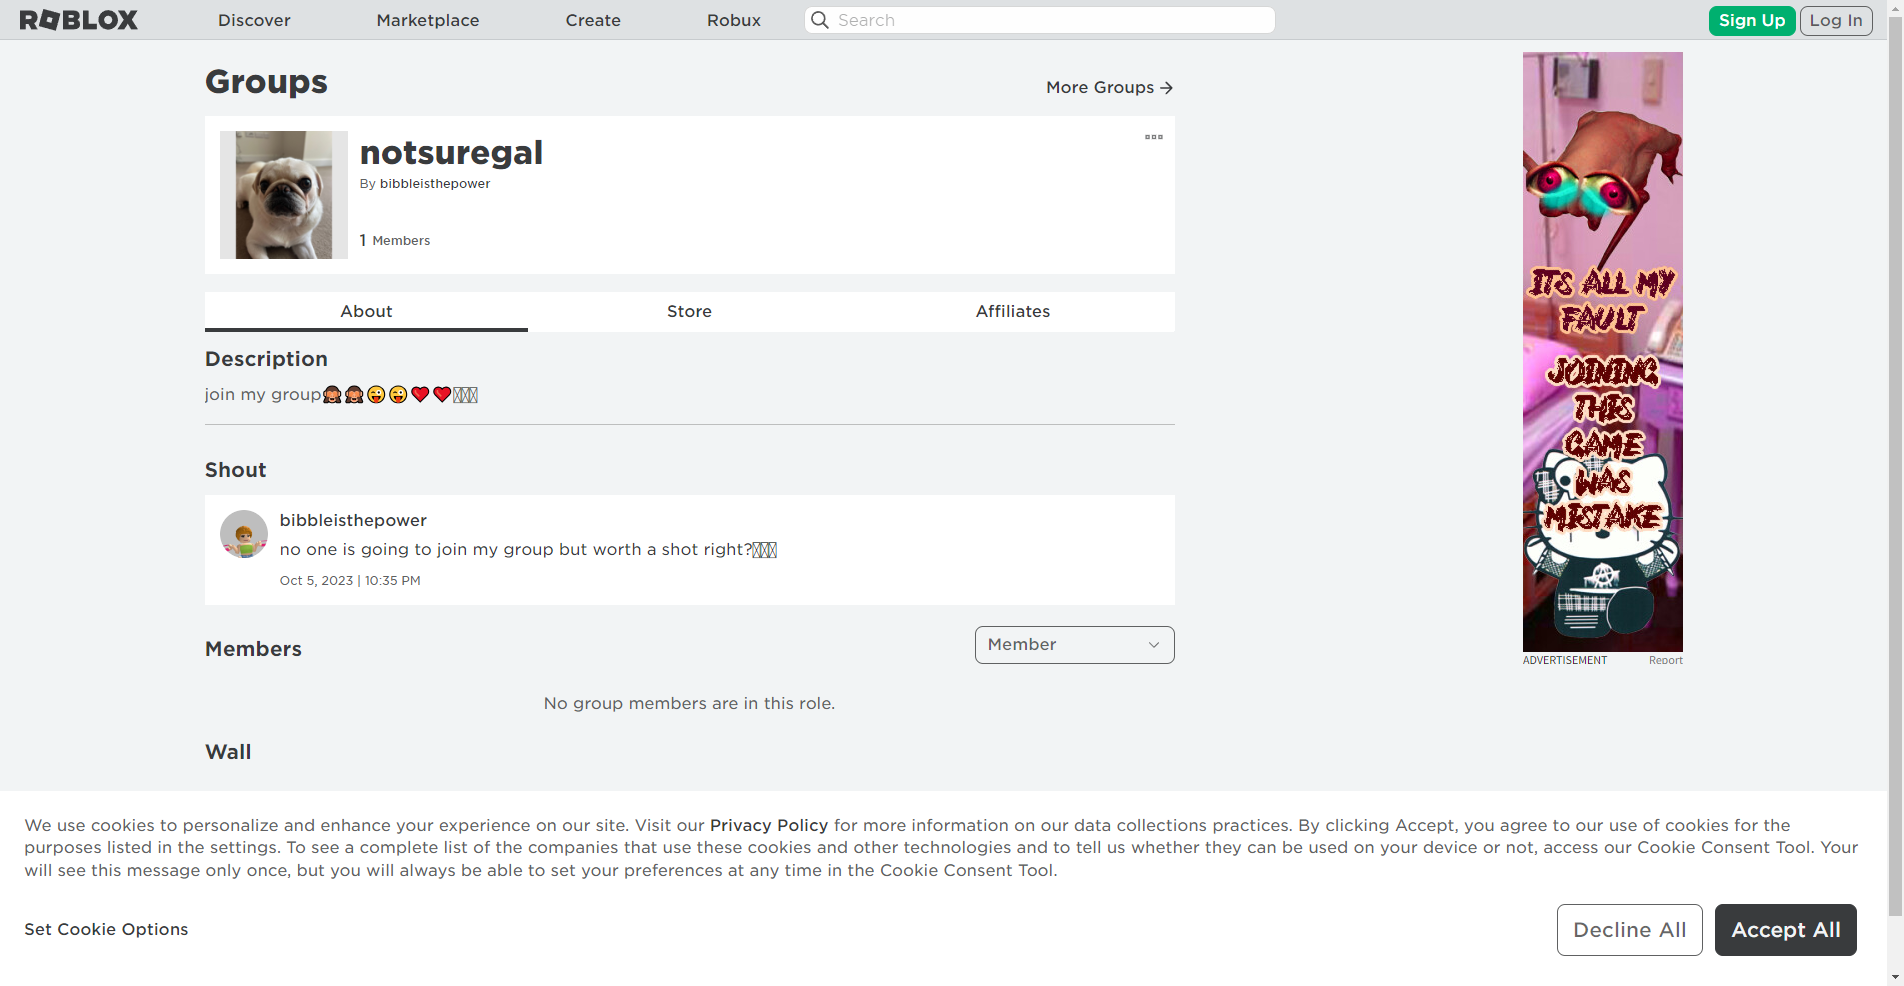 ROBLOX
Discover
Marketplace
Create
Robux
Search
Sign Up
Log In
Groups
More Groups →
notsuregal
By bibbleisthepower
1 Members
About
Store
Affiliates
Description
join my group🙈🙈😜😜❤️❤️
Shout
bibbleisthepower
no one is going to join my group but worth a shot right?
Oct 5, 2023 | 10:35 PM
Members
Member
No group members are in this role.
Wall
ITS ALL MY
FAULT
JOINING
THIS
GAME
WAS
MISTAKE
ADVERTISEMENT
Report
We use cookies to personalize and enhance your experience on our site. Visit our Privacy Policy for more information on our data collections practices. By clicking Accept, you agree to our use of cookies for the
purposes listed in the settings. To see a complete list of the companies that use these cookies and other technologies and to tell us whether they can be used on your device or not, access our Cookie Consent Tool. Your
will see this message only once, but you will always be able to set your preferences at any time in the Cookie Consent Tool.
Set Cookie Options
Decline All
Accept All